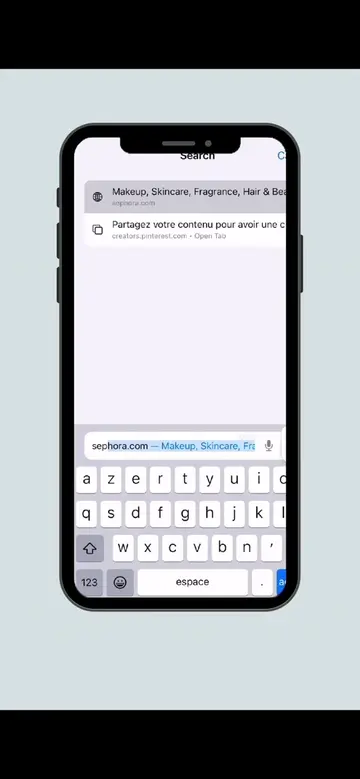 Search
C
Makeup, Skincare, Fragrance, Hair & Bea
sephora.com
Partagez votre contenu pour avoir une c
creators.pinterest.com • Open Tab
sephora.com — Makeup, Skincare, Fra
a z e r t y u i o
q s d f g h j k l
w x c v b n ’
123 espace . ac